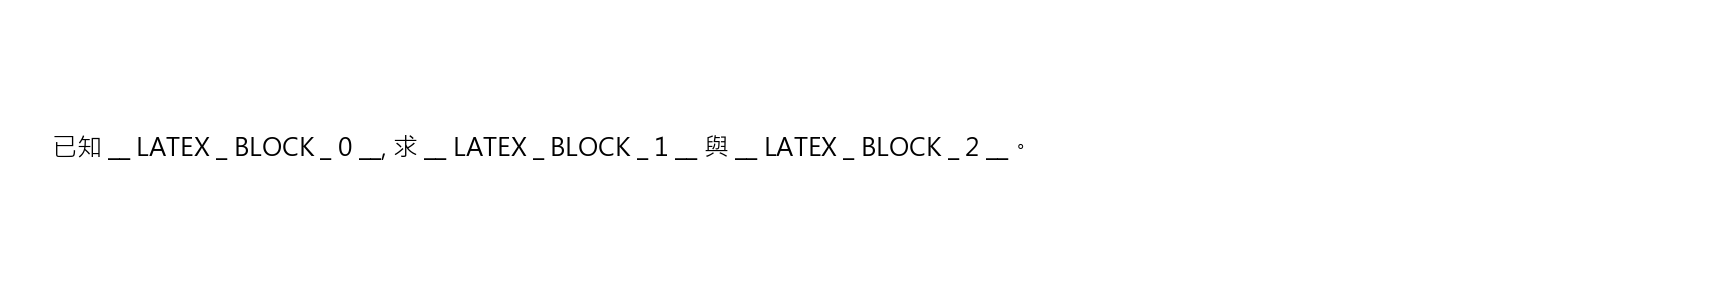 已知 __ LATEX _ BLOCK _ 0 __, 求 __ LATEX _ BLOCK _ 1 __ 與 __ LATEX _ BLOCK _ 2 __。